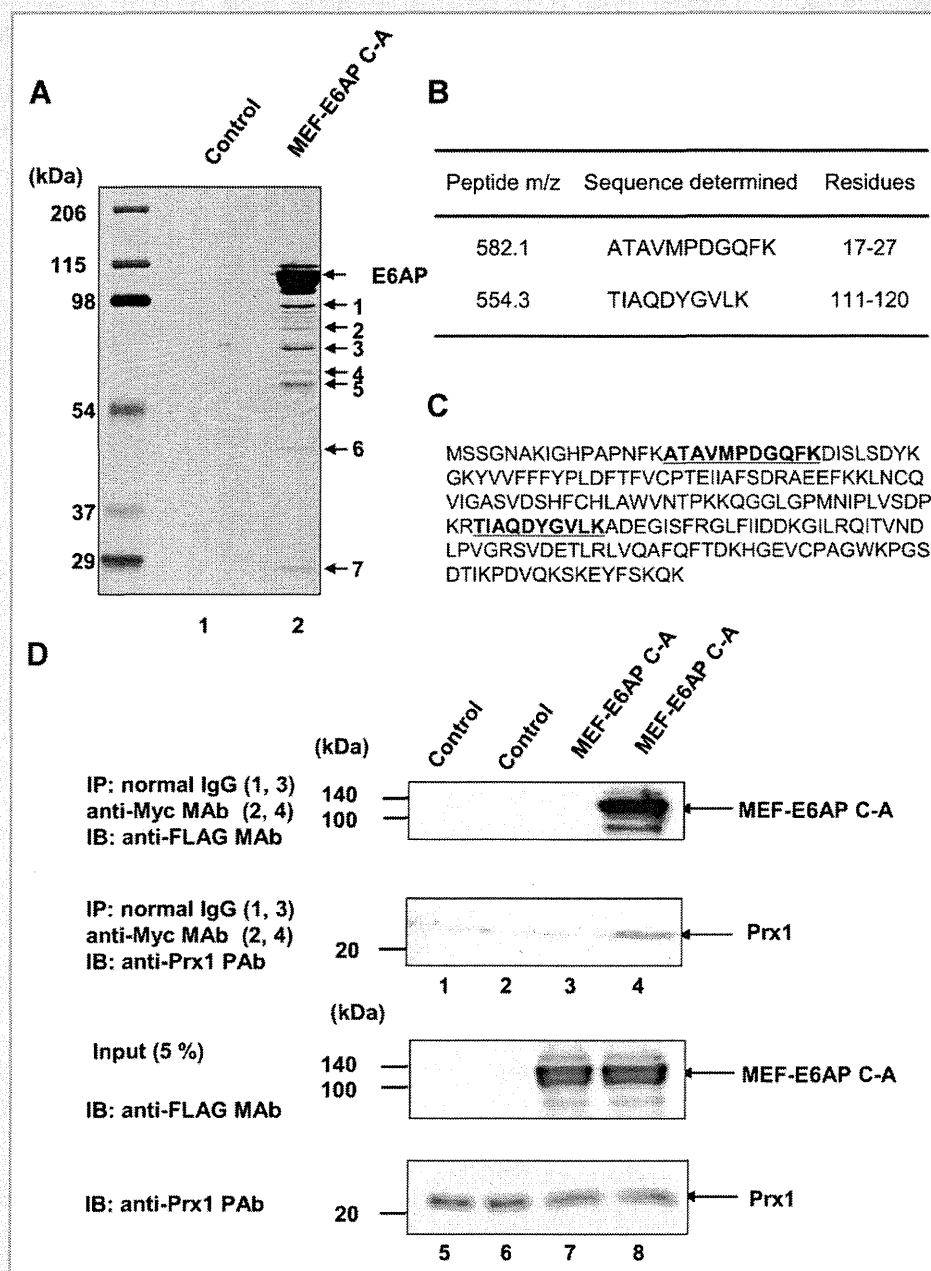 A
Control
MEF-E6AP C-A
(kDa)
206
115
98
54
37
29
E6AP
1
2
3
4
5
6
7
1 2
B
Peptide m/z Sequence determined Residues
582.1 ATAVMPDGQFK 17-27
554.3 TIAQDYGVLK 111-120
C
MSSGNAKIGHPAPNFKATAVMPDGQFKDISLSDYK
GKYVVFFFYPLDFTFVCPTEIIAFSDRAEEFKKLNCQ
VIGASVDSHFCHLAWVNTPKKQGGLGPMNIPLVSDP
KRTIAQDYGVLKADEGISFRGLFIIDDKGILRQITVND
LPVGRSVDETLRLVQAFQFTDKHGEVCPAGWKPGS
DTIKPDVQKSKEYFSKQK
D
Control
Control
MEF-E6AP C-A
MEF-E6AP C-A
(kDa)
IP: normal IgG (1, 3)
anti-Myc MAb (2, 4)
IB: anti-FLAG MAb
140
100
MEF-E6AP C-A
IP: normal IgG (1, 3)
anti-Myc MAb (2, 4)
IB: anti-Prx1 PAb
20
Prx1
1 2 3 4
(kDa)
Input (5 %)
IB: anti-FLAG MAb
140
100
MEF-E6AP C-A
IB: anti-Prx1 PAb
20
Prx1
5 6 7 8